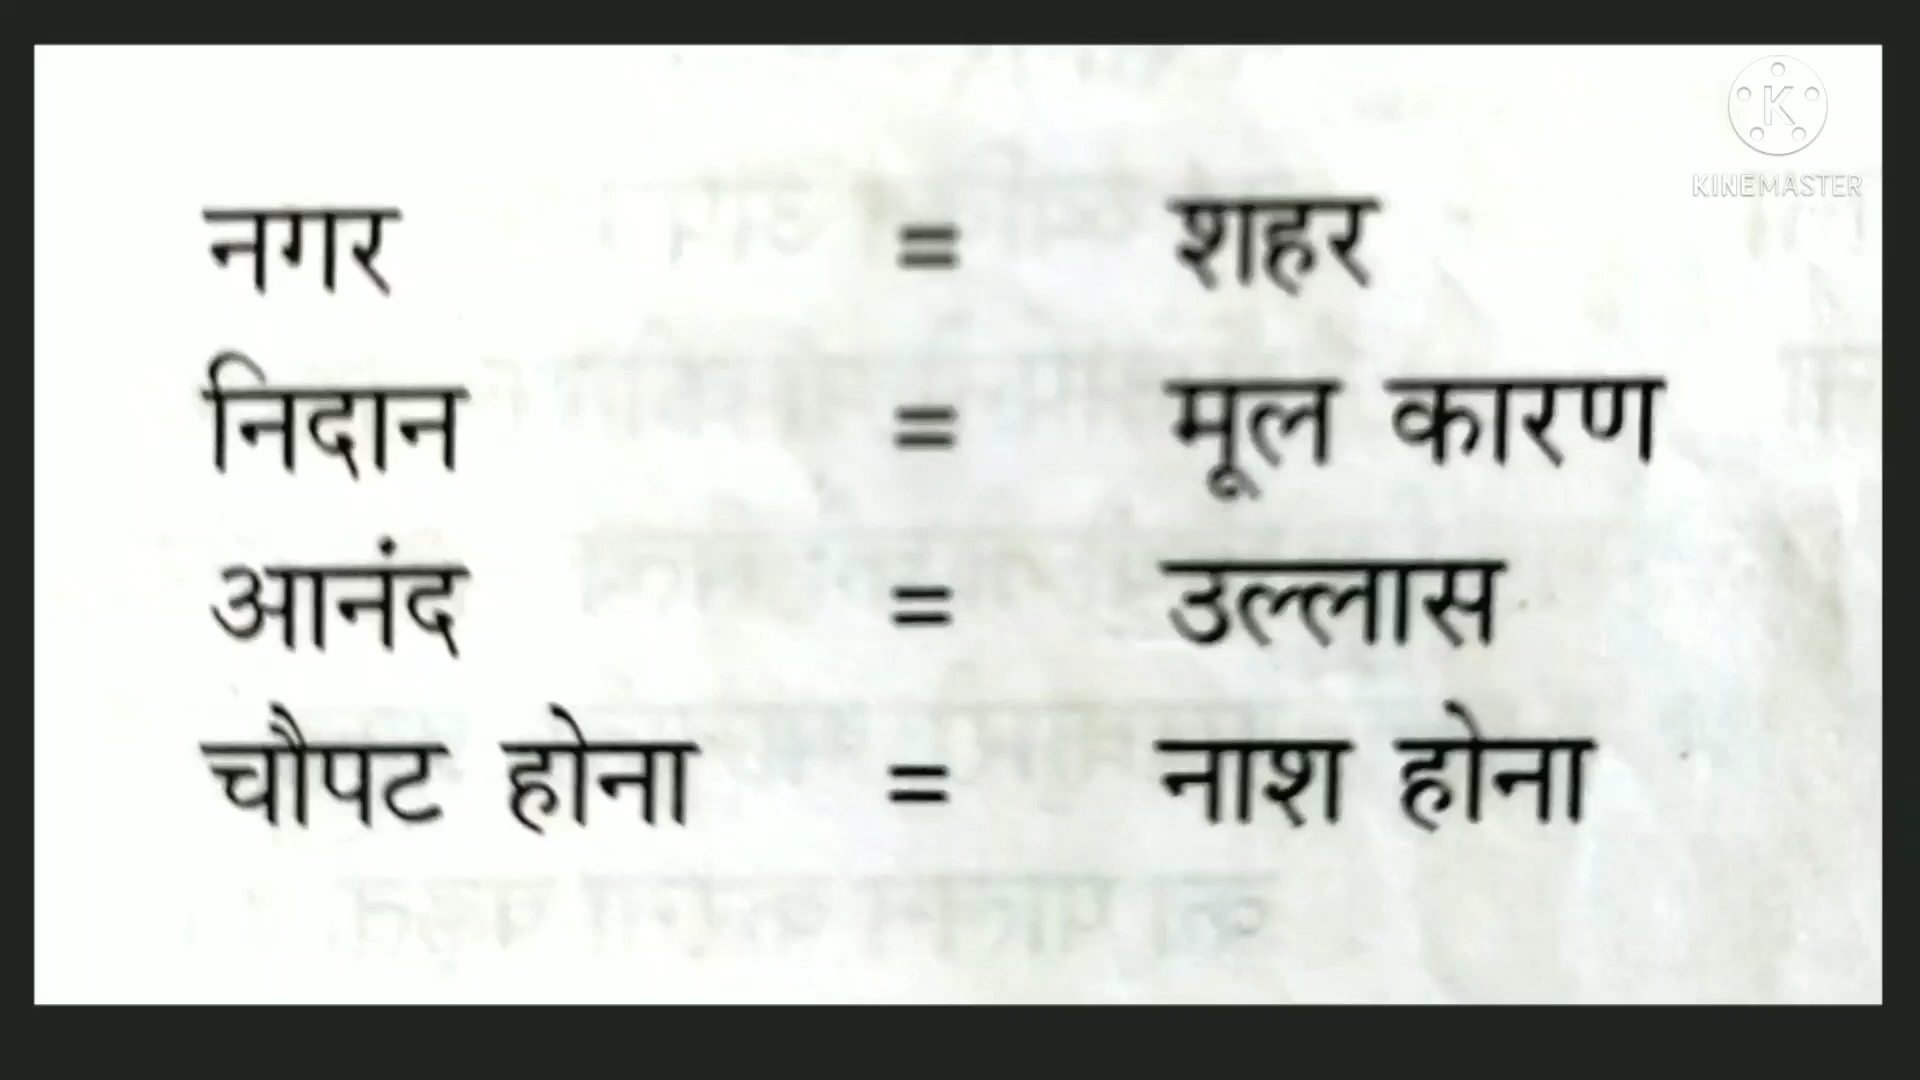 K
KINEMASTER
नगर = शहर
निदान = मूल कारण
आनंद = उल्लास
चौपट होना = नाश होना